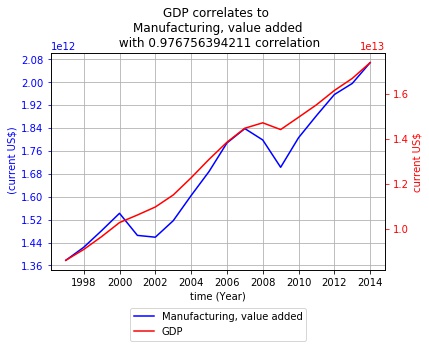 GDP correlates to
Manufacturing, value added
with 0.976756394211 correlation
1e12
1e13
2.08
2.00
1.92
1.84
1.76
1.68
1.60
1.52
1.44
1.36
(current US$)
1.6
1.4
1.2
1.0
current US$
1998 2000 2002 2004 2006 2008 2010 2012 2014
time (Year)
Manufacturing, value added
GDP